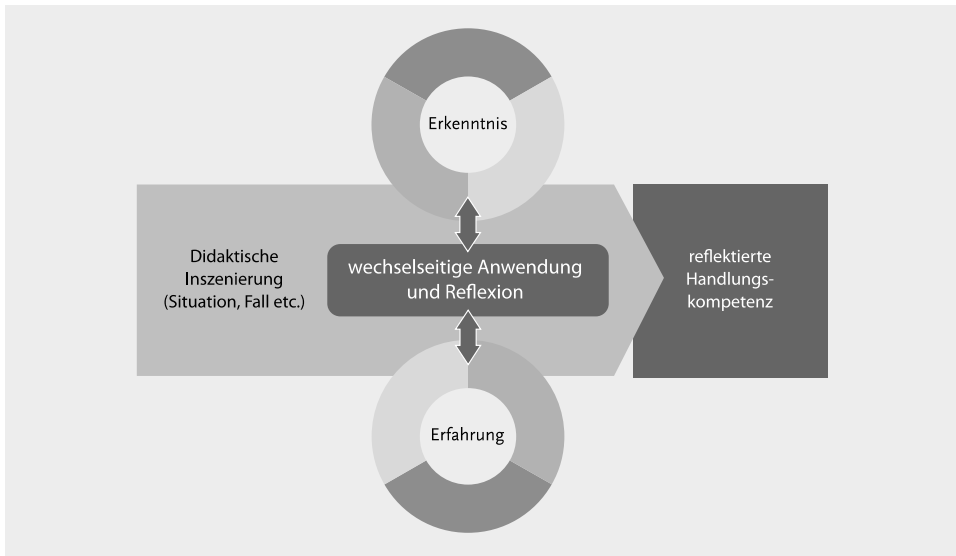 Erkenntnis
Didaktische
Inszenierung
(Situation, Fall etc.)
wechselseitige Anwendung
und Reflexion
reflektierte
Handlungs-
kompetenz
Erfahrung